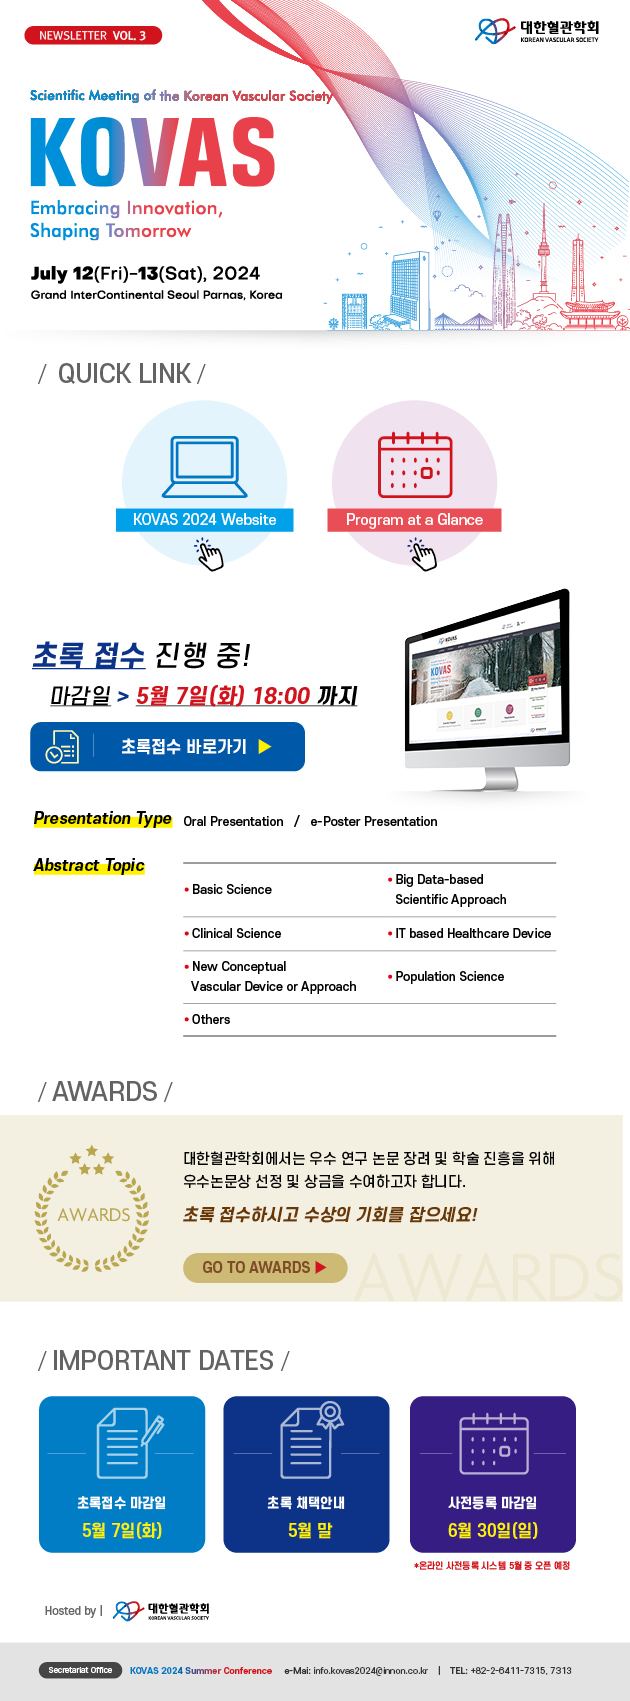 NEWSLETTER VOL. 3
대한혈관학회
KOREAN VASCULAR SOCIETY
Scientific Meeting of the Korean Vascular Society
KOVAS
Embracing Innovation,
Shaping Tomorrow
July 12(Fri)-13(Sat), 2024
Grand InterContinental Seoul Parnas, Korea
/ QUICK LINK /
KOVAS 2024 Website
Program at a Glance
초록 접수 진행 중!
마감일 > 5월 7일(화) 18:00 까지
초록접수 바로가기 ▶
KOVAS
KOVAS
Presentation Type
Oral Presentation / e-Poster Presentation
Abstract Topic
• Basic Science
• Big Data-based
Scientific Approach
• Clinical Science
• IT based Healthcare Device
• New Conceptual
Vascular Device or Approach
• Population Science
• Others
/ AWARDS /
AWARDS
대한혈관학회에서는 우수 연구 논문 장려 및 학술 진흥을 위해
우수논문상 선정 및 상금을 수여하고자 합니다.
초록 접수하시고 수상의 기회를 잡으세요!
GO TO AWARDS ▶
AWARDS
/ IMPORTANT DATES /
초록접수 마감일
5월 7일(화)
초록 채택안내
5월 말
사전등록 마감일
6월 30일(일)
*온라인 사전등록 시스템 5월 중 오픈 예정
Hosted by |
대한혈관학회
KOREAN VASCULAR SOCIETY
Secretariat Office
KOVAS 2024 Summer Conference e-Mai: info.kovas2024@innon.co.kr | TEL: +82-2-6411-7315, 7313